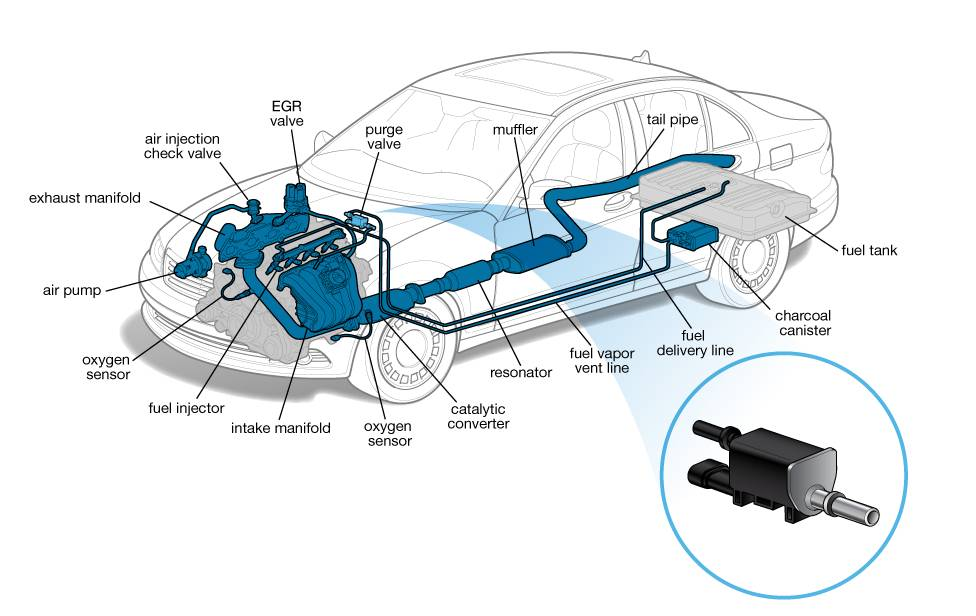 EGR
valve
air injection
check valve
purge
valve
muffler
tail pipe
exhaust manifold
fuel tank
air pump
charcoal
canister
oxygen
sensor
fuel injector
intake manifold
oxygen
sensor
catalytic
converter
resonator
fuel vapor
vent line
fuel
delivery line